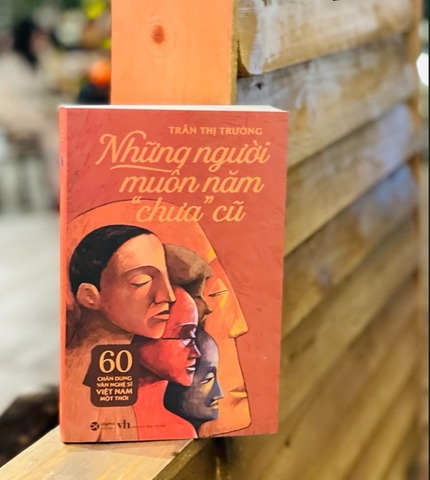 TRẦN THỊ TRƯỜNG
Những người
muôn năm
"chưa" cũ
60
CHÂN DUNG
VĂN NGHỆ SĨ
VIỆT NAM
MỘT THỜI
vh